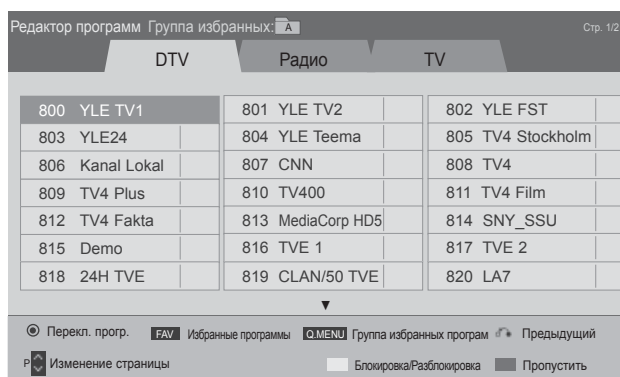 Редактор программ Группа избранных: A Стр. 1/2
DTV Радио TV
800 YLE TV1 801 YLE TV2 802 YLE FST
803 YLE24 804 YLE Teema 805 TV4 Stockholm
806 Kanal Lokal 807 CNN 808 TV4
809 TV4 Plus 810 TV400 811 TV4 Film
812 TV4 Fakta 813 MediaCorp HD5 814 SNY_SSU
815 Demo 816 TVE 1 817 TVE 2
818 24H TVE 819 CLAN/50 TVE 820 LA7
Перекл. прогр. FAV Избранные программы Q.MENU Группа избранных програм Предыдущий
P Изменение страницы Блокировка/Разблокировка Пропустить